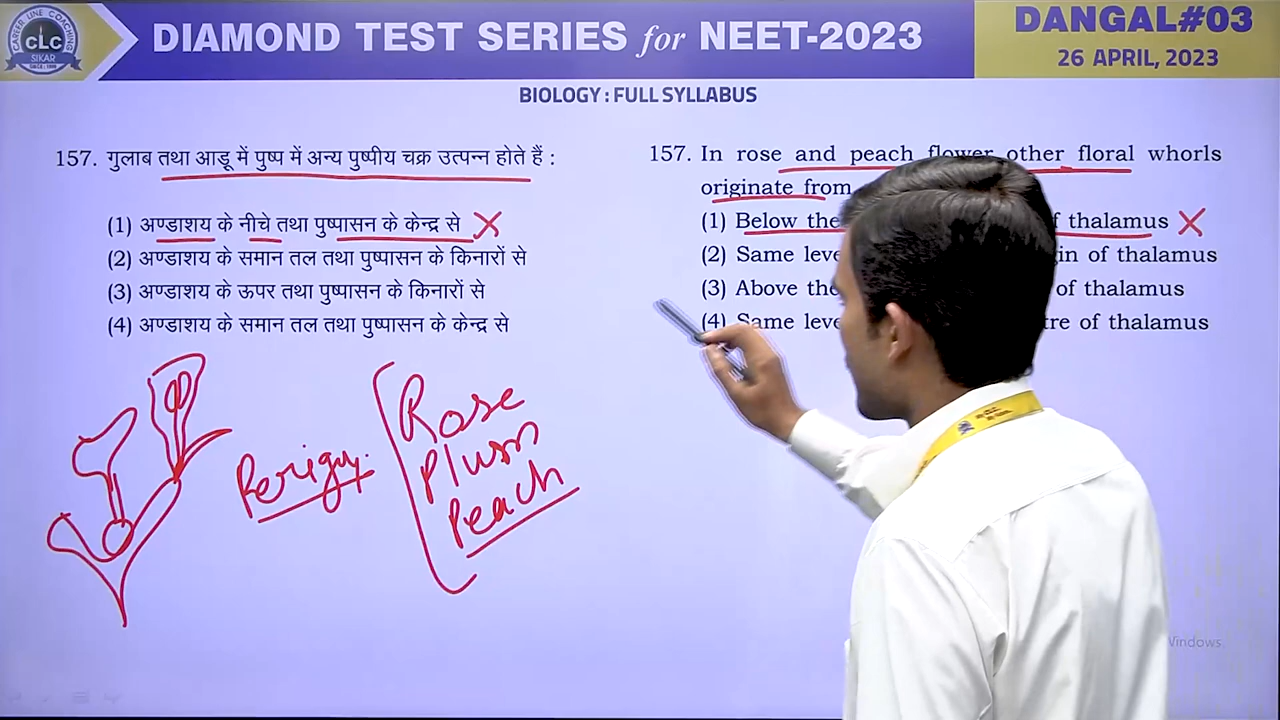 CAREER LINE COACHING
CLC
SIKAR
DIAMOND TEST SERIES for NEET-2023
DANGAL#03
26 APRIL, 2023
BIOLOGY : FULL SYLLABUS
157. गुलाब तथा आडू में पुष्प में अन्य पुष्पीय चक्र उत्पन्न होते हैं :
(1) अण्डाशय के नीचे तथा पुष्पासन के केन्द्र से
(2) अण्डाशय के समान तल तथा पुष्पासन के किनारों से
(3) अण्डाशय के ऊपर तथा पुष्पासन के किनारों से
(4) अण्डाशय के समान तल तथा पुष्पासन के केन्द्र से
157. In rose and peach flower other floral whorls
originate from
(1) Below the thalamus
(2) Same of thalamus
(3) Above the of thalamus
(4) Same of thalamus
Perigy.
Rose
Plum
Peach
Windows